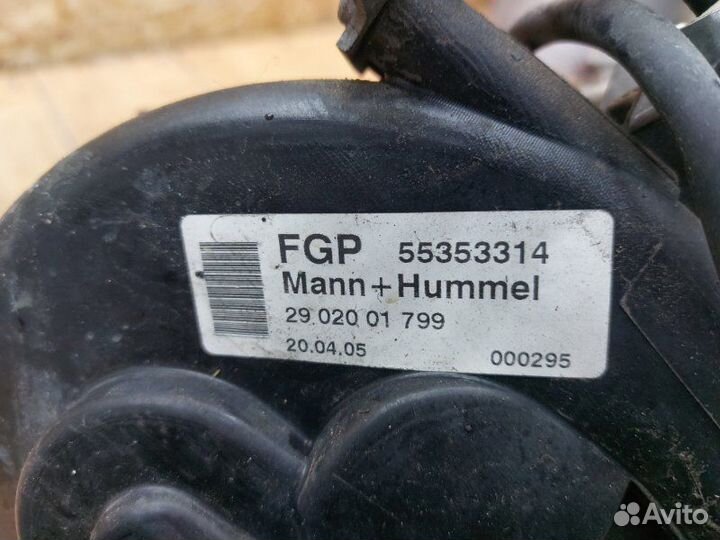 FGP 55353314
Mann+Hummel
29 020 01 799
20.04.05 000295
Avito